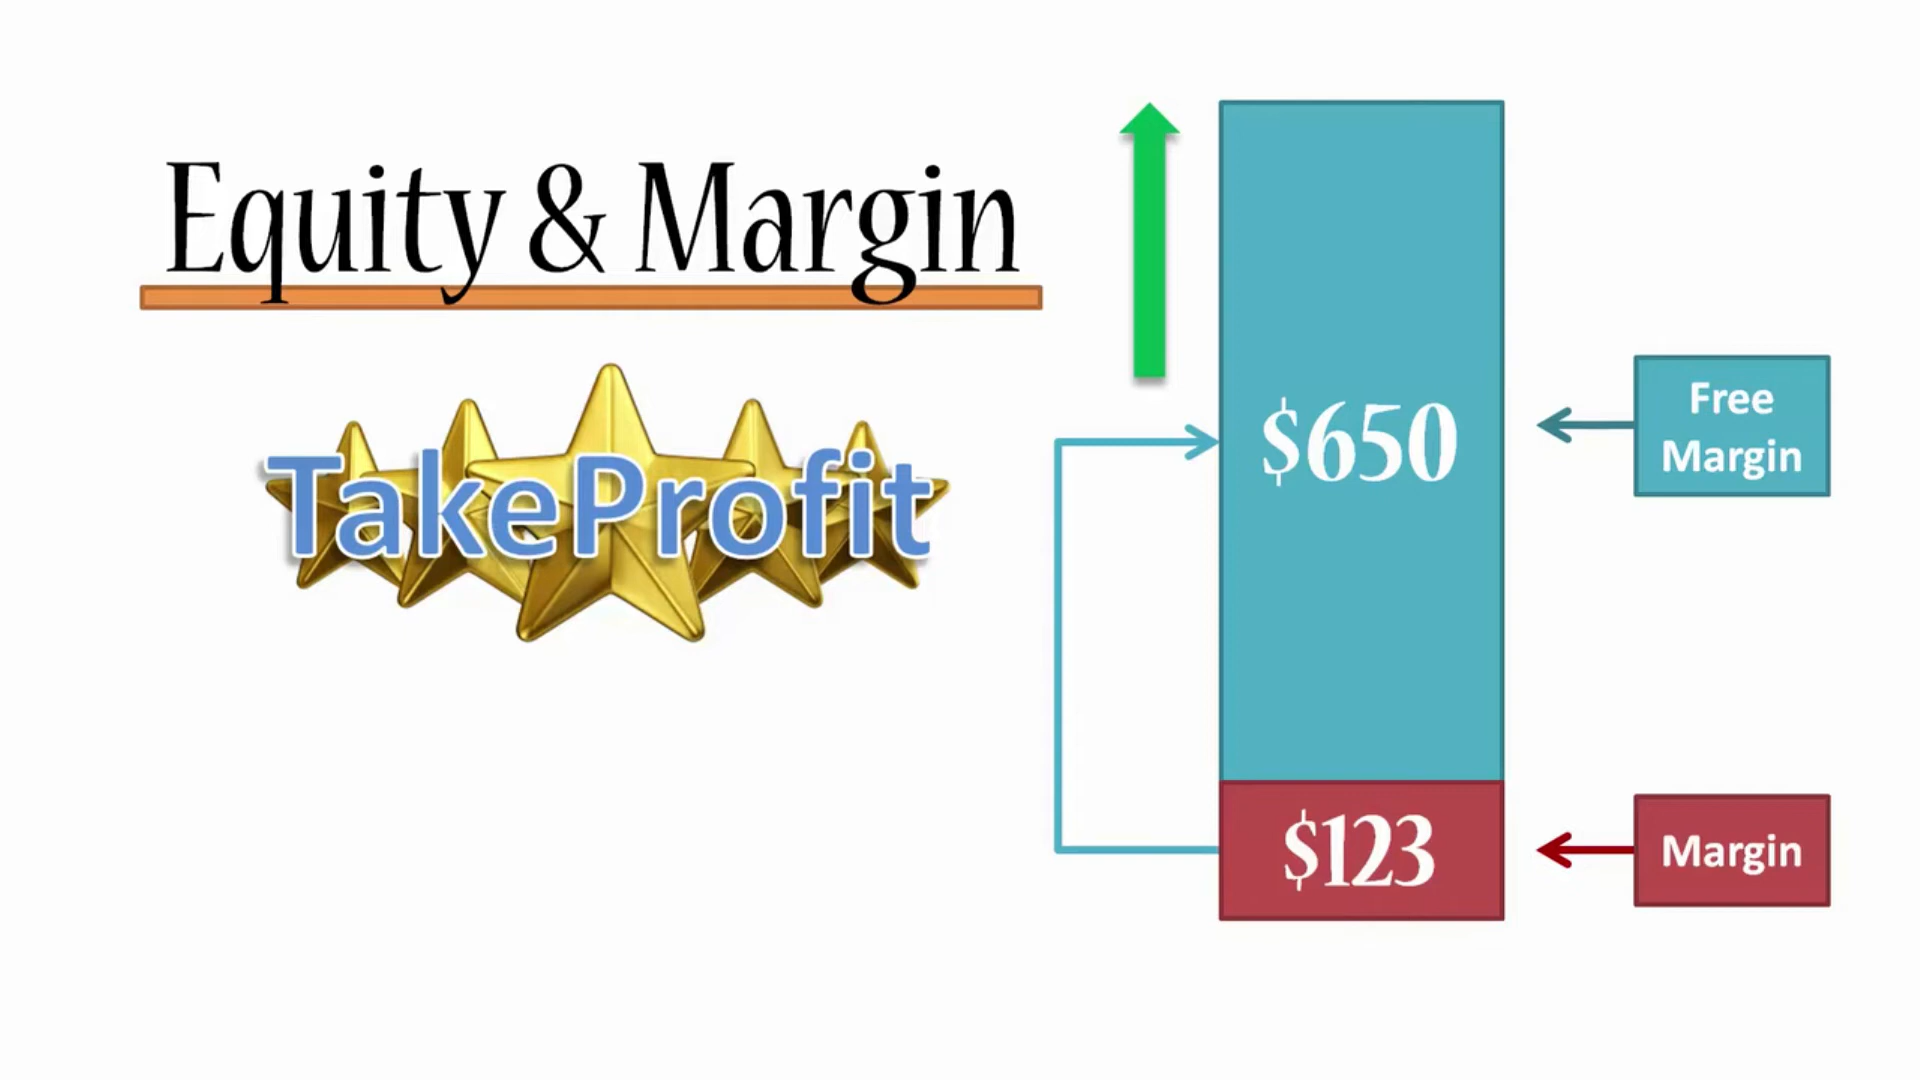 Equity & Margin
TakeProfit
$650
Free
Margin
$123
Margin